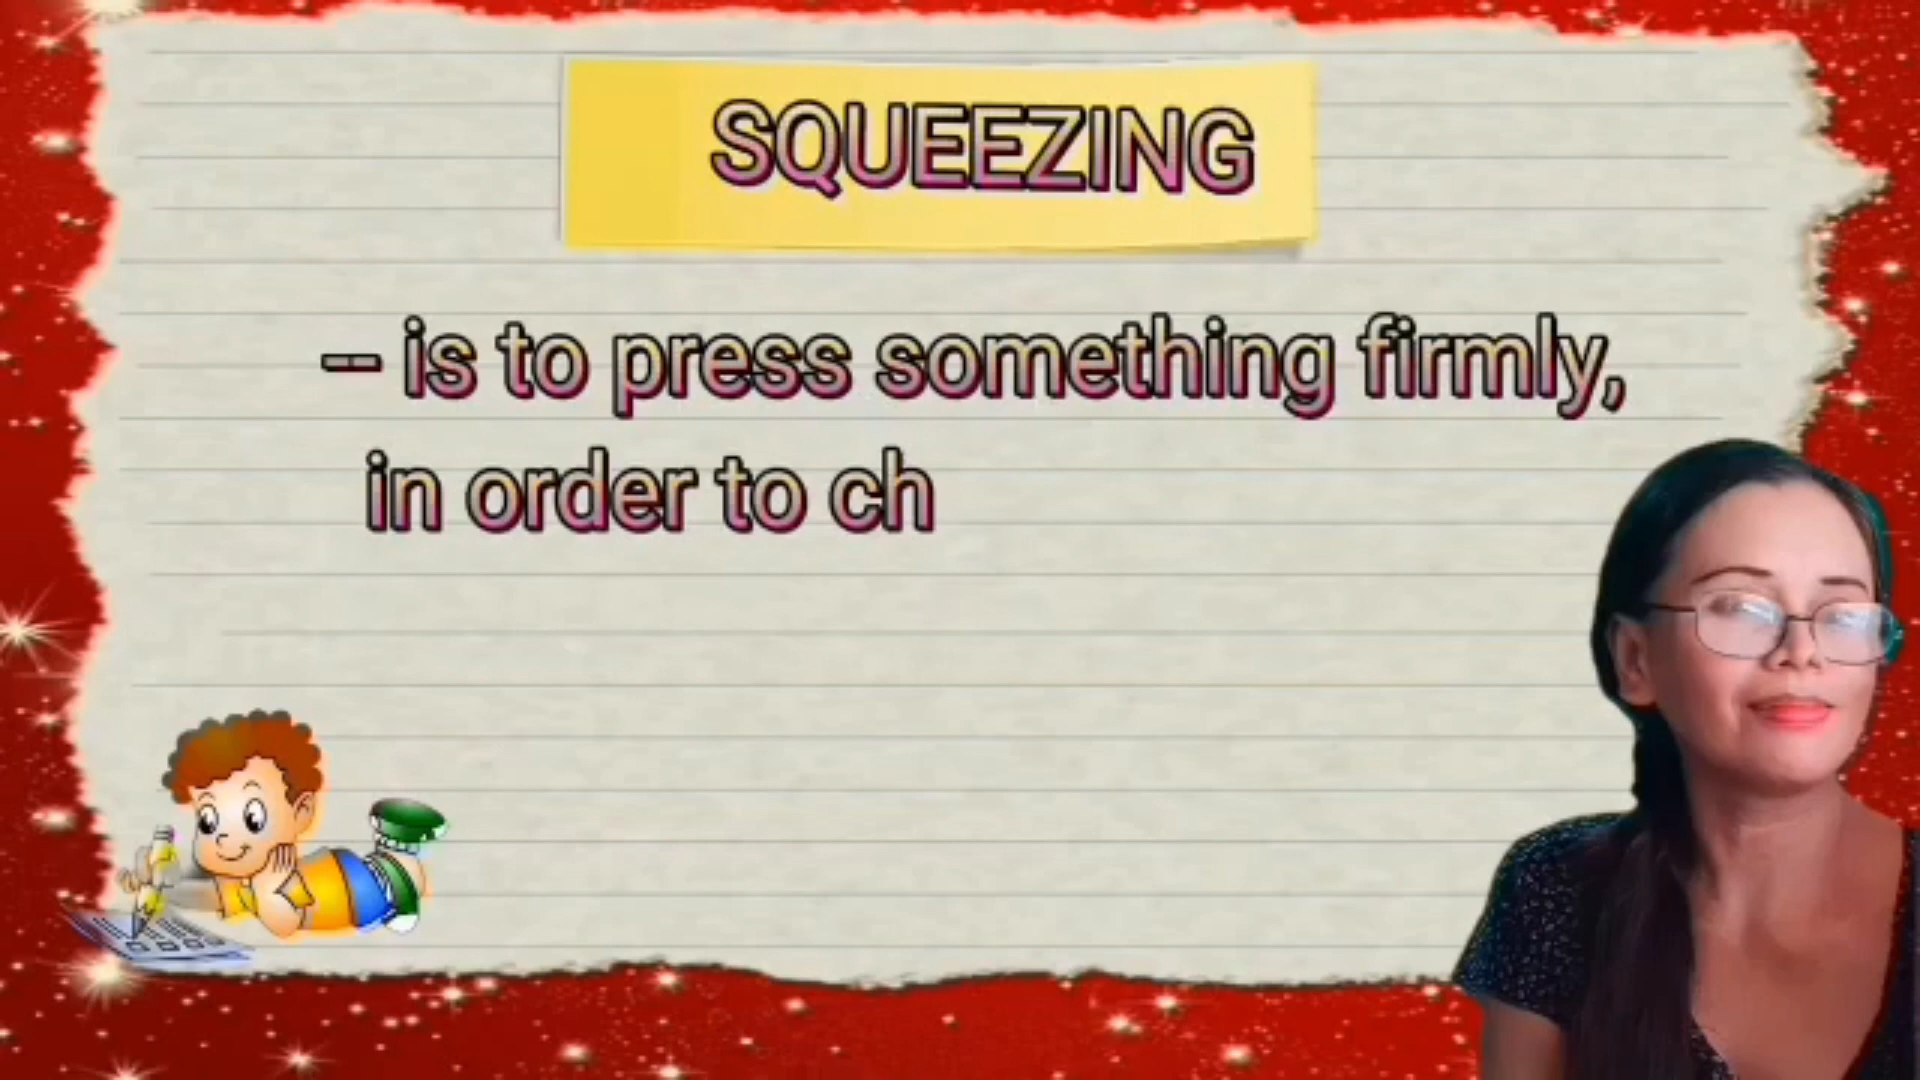 SQUEEZING
-- is to press something firmly,
in order to ch